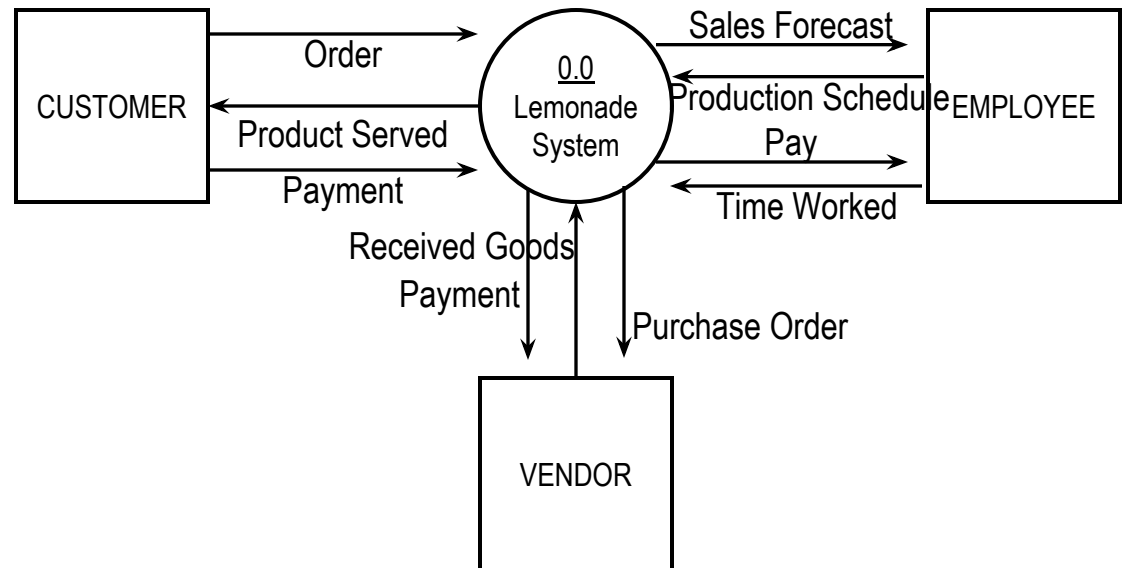 Sales Forecast
Order
0.0
CUSTOMER
Lemonade
System
Production Schedule
EMPLOYEE
Product Served
Pay
Payment
Time Worked
Received Goods
Payment
Purchase Order
VENDOR